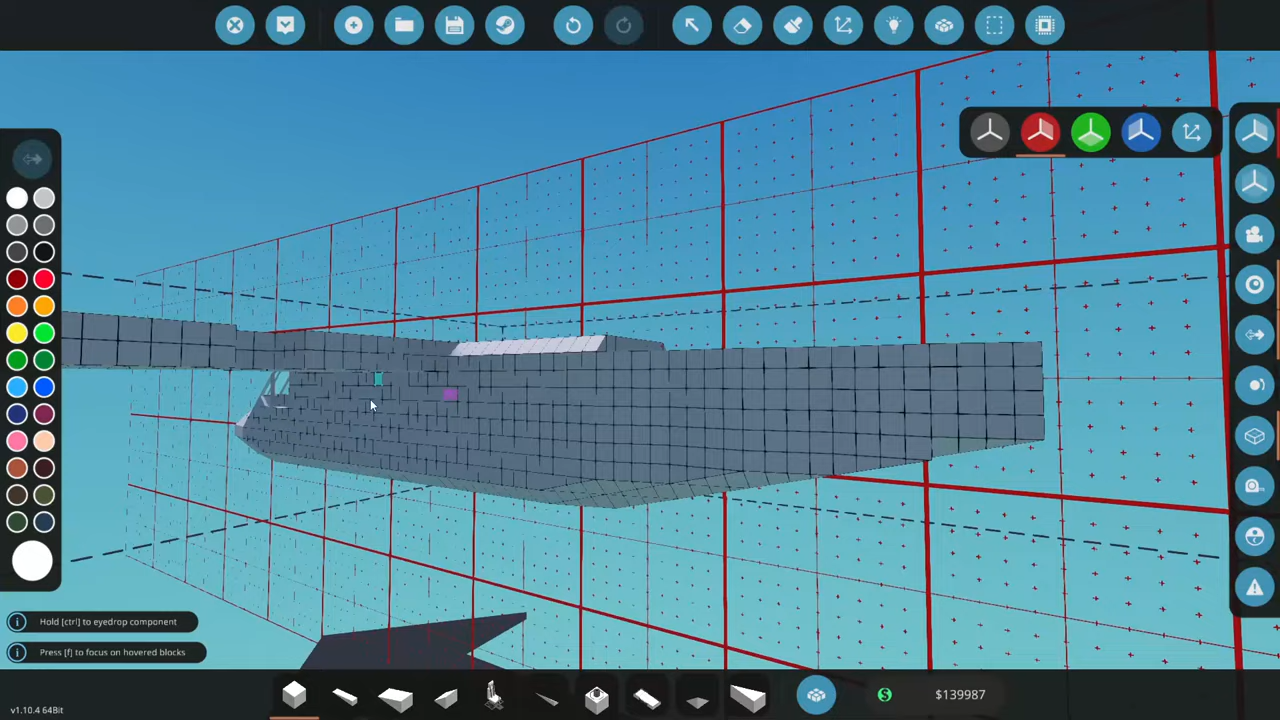 Hold [ctrl] to eyedrop component
Press [f] to focus on hovered blocks
$139987
v1.10.4 64Bit